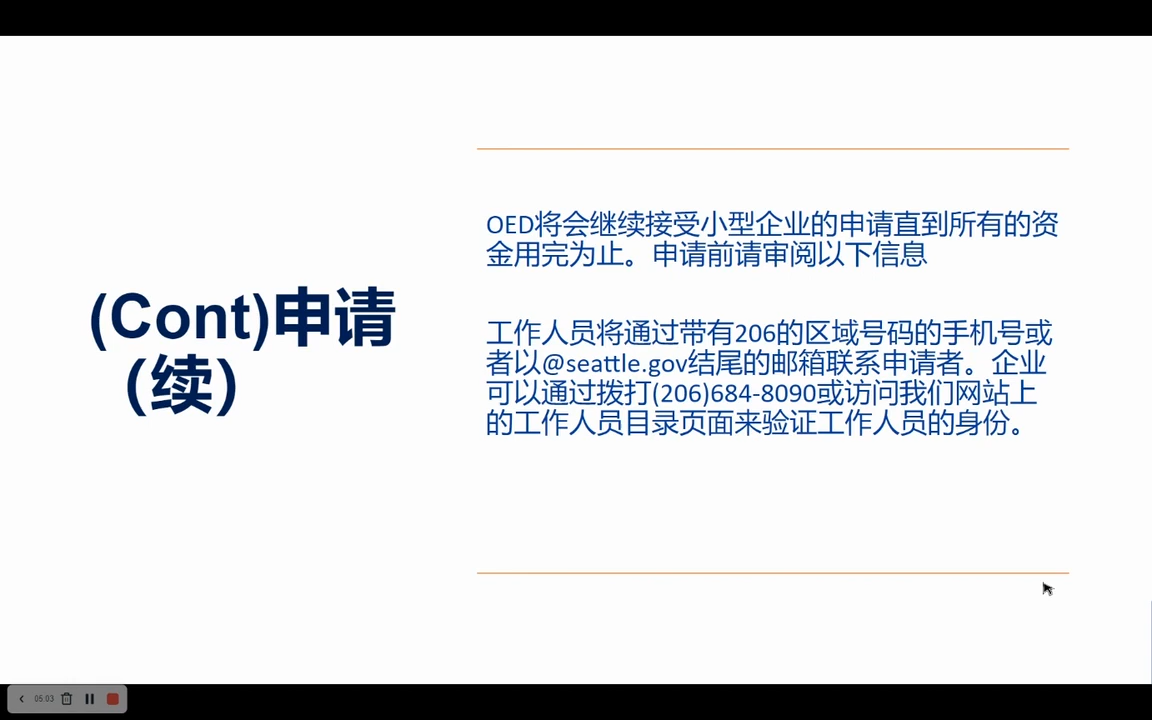 (Cont)申请
（续）
OED将会继续接受小型企业的申请直到所有的资
金用完为止。申请前请审阅以下信息
工作人员将通过带有206的区域号码的手机号或
者以@seattle.gov结尾的邮箱联系申请者。企业
可以通过拨打(206)684-8090或访问我们网站上
的工作人员目录页面来验证工作人员的身份。
05:03